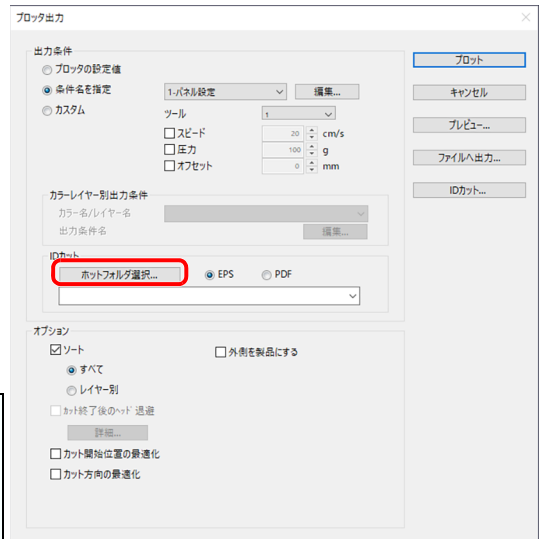 プロッタ出力
出力条件
プロッタの設定値
条件名を指定
1-パネル設定
編集...
カスタム
ツール
1
スピード
20
cm/s
圧力
100
g
オフセット
0
mm
カラーレイヤー別出力条件
カラー名/レイヤー名
出力条件名
編集...
IDカット
ホットフォルダ選択...
EPS
PDF
オプション
ソート
外側を製品にする
すべて
レイヤー別
カット終了後のヘッド退避
詳細...
カット開始位置の最適化
カット方向の最適化
プロット
キャンセル
プレビュー...
ファイルへ出力...
IDカット...